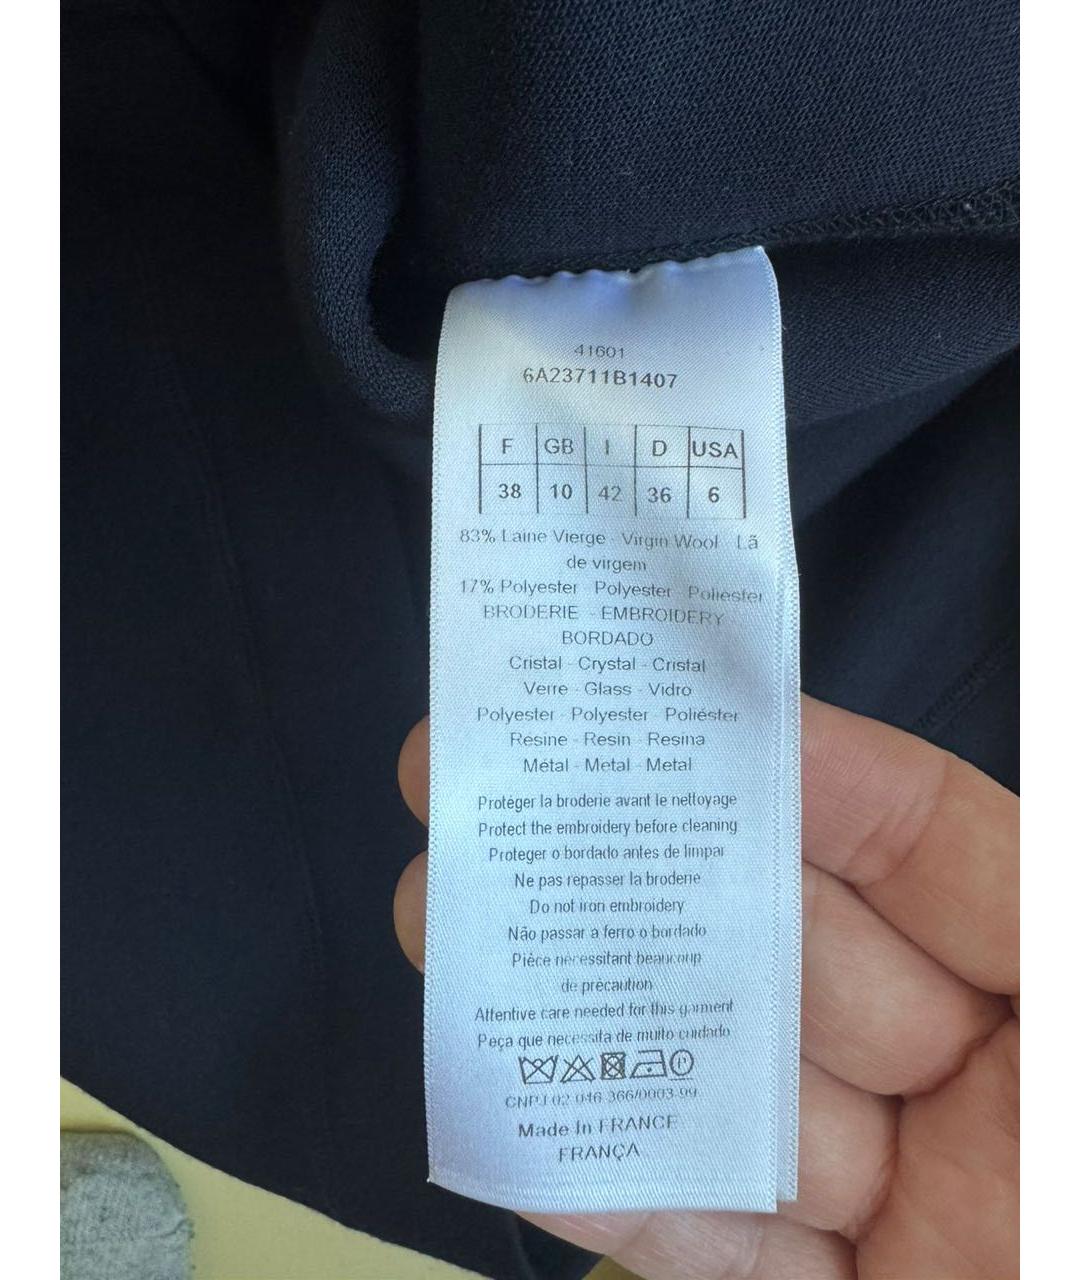 41601
6A23711B1407
F GB I D USA
38 10 42 36 6
83% Laine Vierge - Virgin Wool - Lã
de virgem
17% Polyester - Polyester - Poliester
BRODERIE - EMBROIDERY
BORDADO
Cristal - Crystal - Cristal
Verre - Glass - Vidro
Polyester - Polyester - Poliéster
Resine - Resin - Resina
Métal - Metal - Metal
Protéger la broderie avant le nettoyage
Protect the embroidery before cleaning
Proteger o bordado antes de limpar
Ne pas repasser la broderie
Do not iron embroidery
Não passar a ferro o bordado
Piéce nécessitant beaucoup
de précaution
Attentive care needed for this garment
Peça que necessita de muito cuidado
CNPJ 02.046.366/0003-99
Made In FRANCE
FRANÇA